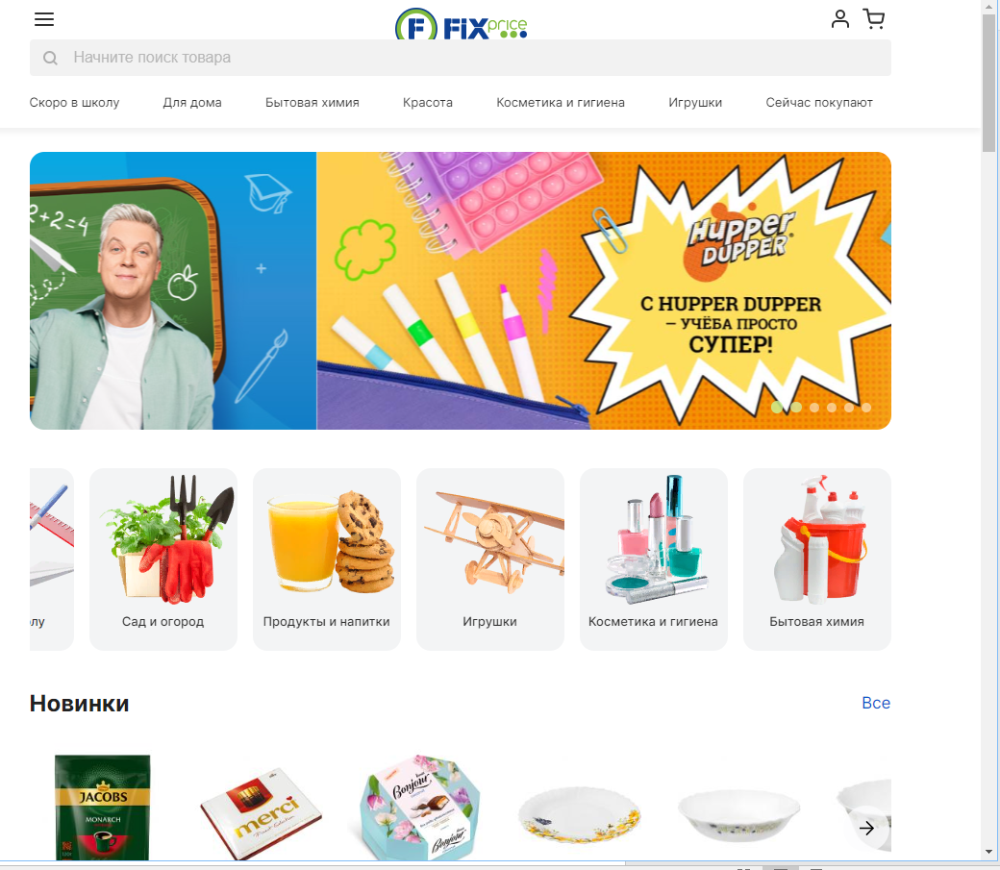 FIX price
Начните поиск товара
Скоро в школу
Для дома
Бытовая химия
Красота
Косметика и гигиена
Игрушки
Сейчас покупают
2+2=4
Hupper
DUPPER
С HUPPER DUPPER
– УЧЁБА ПРОСТО
СУПЕР!
Сад и огород
Продукты и напитки
Игрушки
Косметика и гигиена
Бытовая химия
Новинки
Все
JACOBS
MONARCH
merci
Bonjour
Bonjour